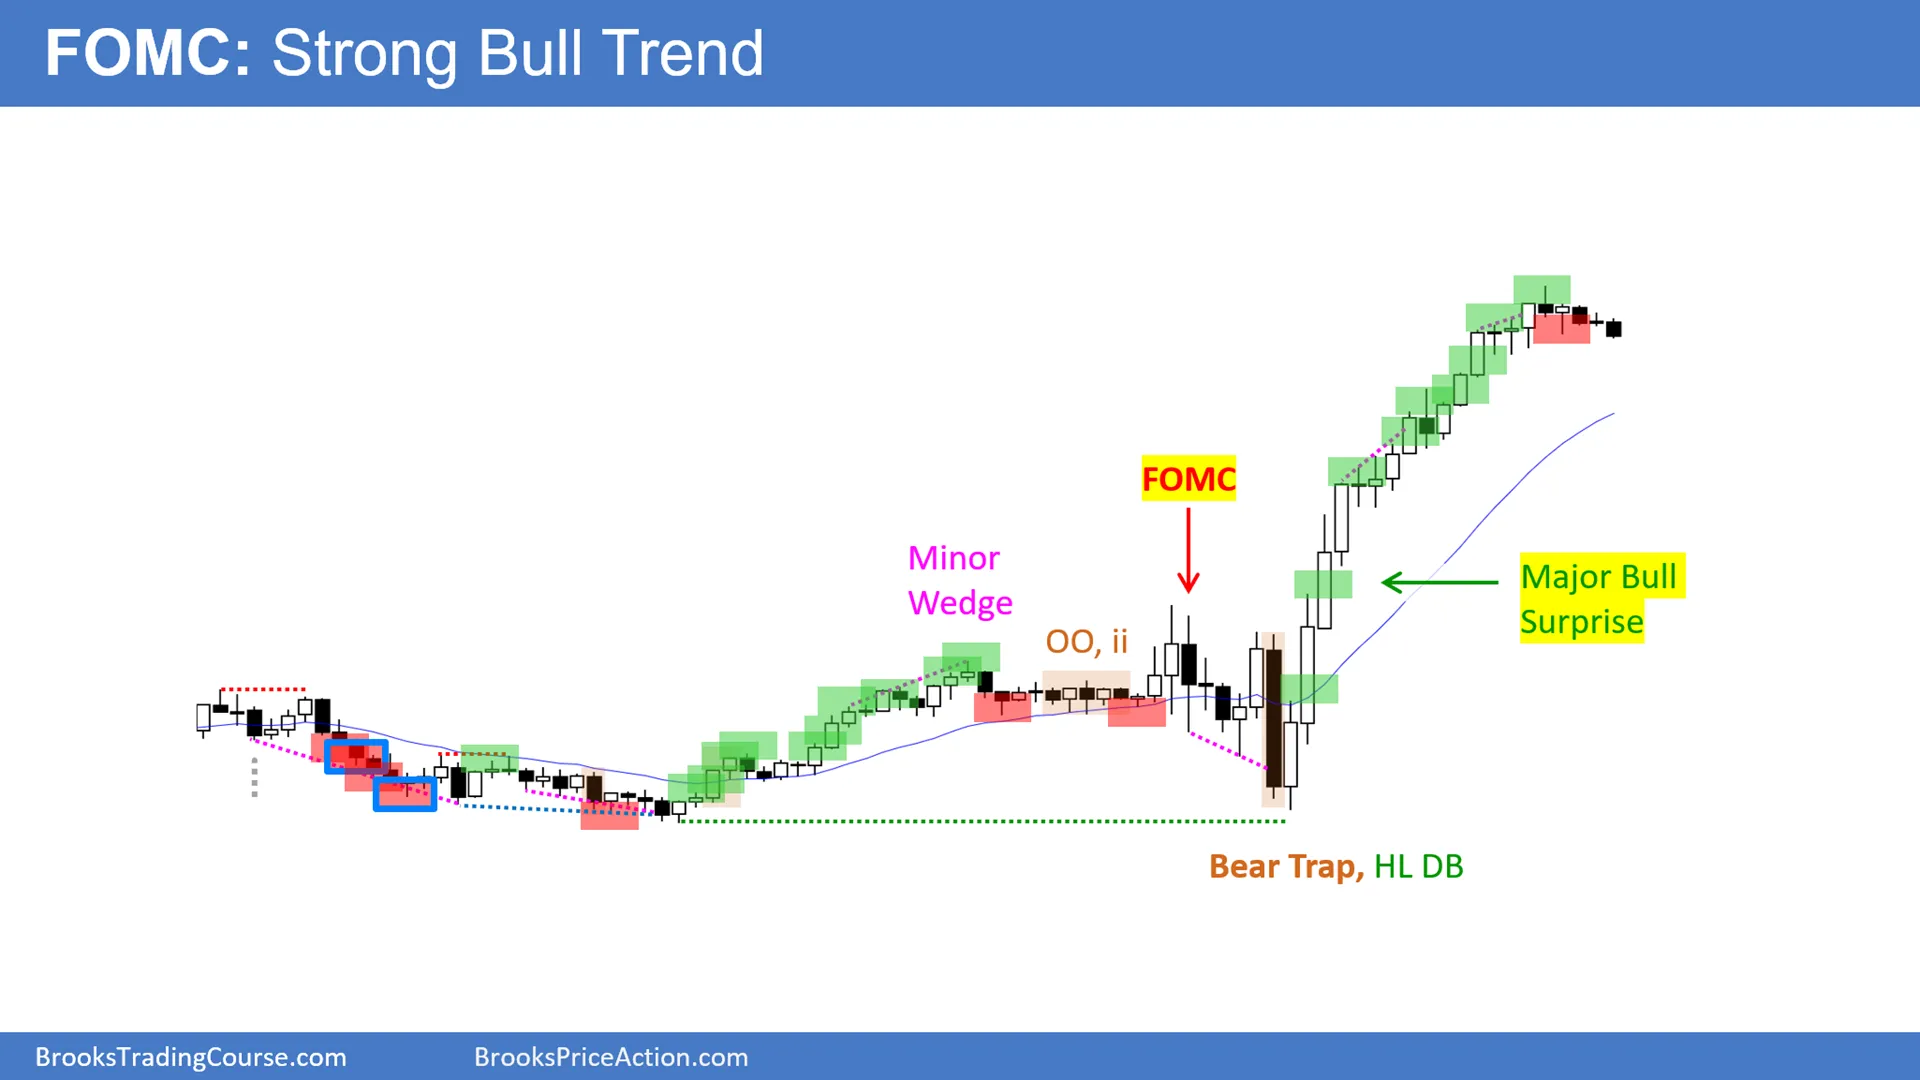 FOMC: Strong Bull Trend
FOMC
Minor
Wedge
OO, ii
Major Bull
Surprise
Bear Trap, HL DB
BrooksTradingCourse.com
BrooksPriceAction.com